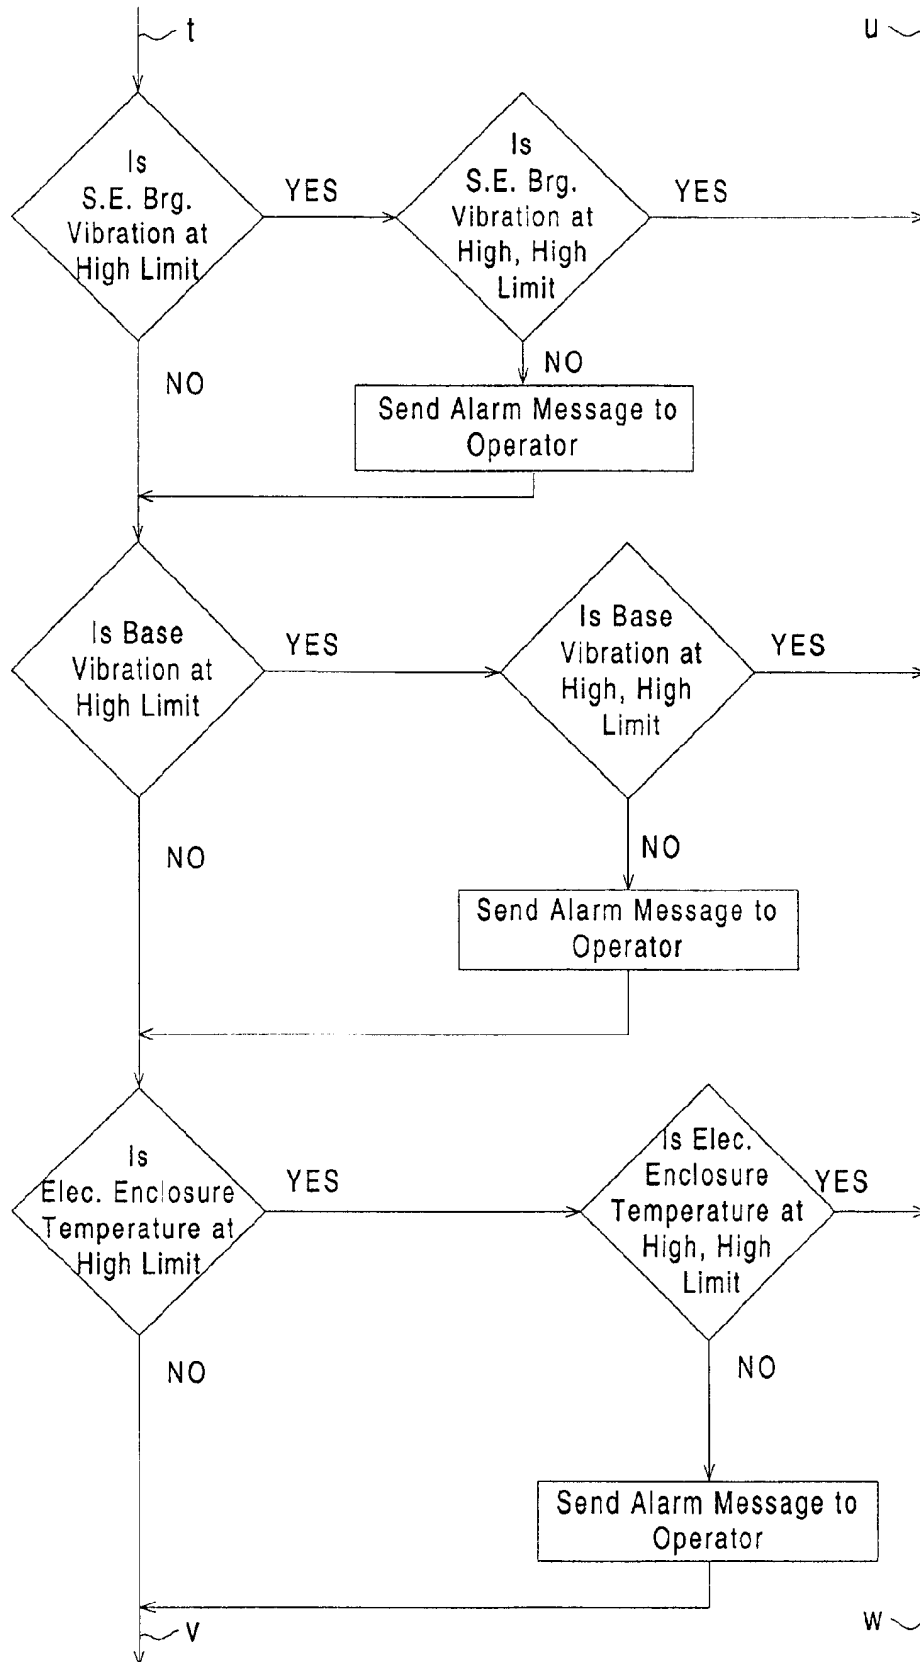 t
u
Is
S.E. Brg.
Vibration at
High Limit
YES
Is
S.E. Brg.
Vibration at
High, High
Limit
YES
NO
NO
Send Alarm Message to
Operator
Is Base
Vibration at
High Limit
YES
Is Base
Vibration at
High, High
Limit
YES
NO
NO
Send Alarm Message to
Operator
Is
Elec. Enclosure
Temperature at
High Limit
YES
Is Elec.
Enclosure
Temperature at
High, High
Limit
YES
NO
NO
Send Alarm Message to
Operator
v
w